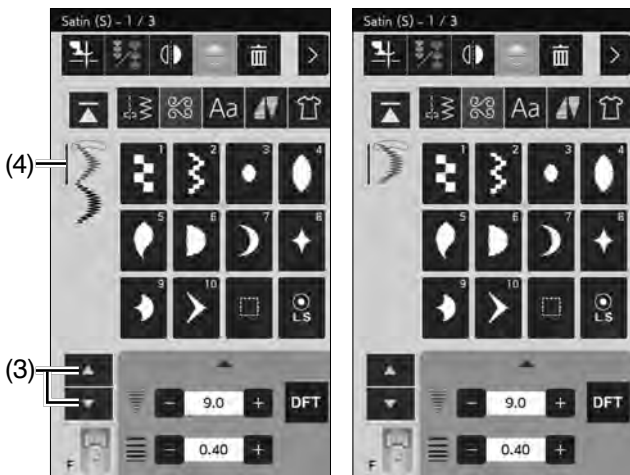 Satin (S) – 1 / 3
Aa
(4)
1 2 3 4
5 6 7 8
9 10
L.S
(3)
9.0
DFT
0.40
F
Satin (S) – 1 / 3
Aa
1 2 3 4
5 6 7 8
9 10
L.S
9.0
DFT
0.40
F